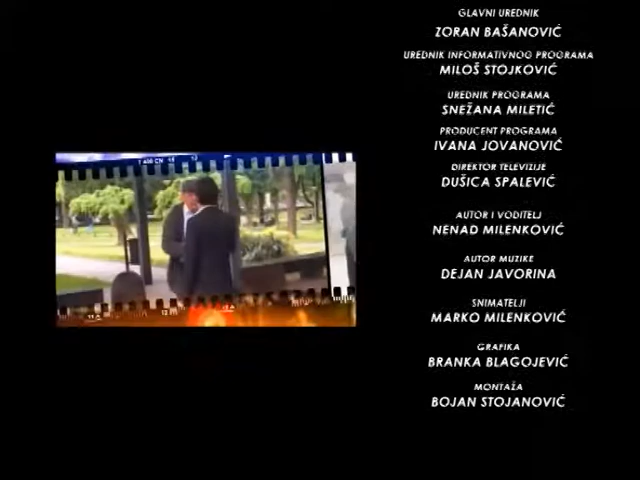 GLAVNI UREDNIK
ZORAN BAŠANOVIĆ
UREDNIK INFORMATIVNOG PROGRAMA
MILOŠ STOJKOVIĆ
UREDNIK PROGRAMA
SNEŽANA MILETIĆ
PRODUCENT PROGRAMA
IVANA JOVANOVIĆ
DIREKTOR TELEVIZIJE
DUŠICA SPALEVIĆ
AUTOR I VODITELJ
NENAD MILENKOVIĆ
AUTOR MUZIKE
DEJAN JAVORINA
SNIMATELJI
MARKO MILENKOVIĆ
GRAFIKA
BRANKA BLAGOJEVIĆ
MONTAŽA
BOJAN STOJANOVIĆ